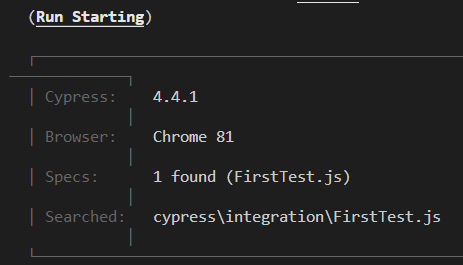 (Run Starting)
Cypress: 4.4.1
Browser: Chrome 81
Specs: 1 found (FirstTest.js)
Searched: cypress\integration\FirstTest.js